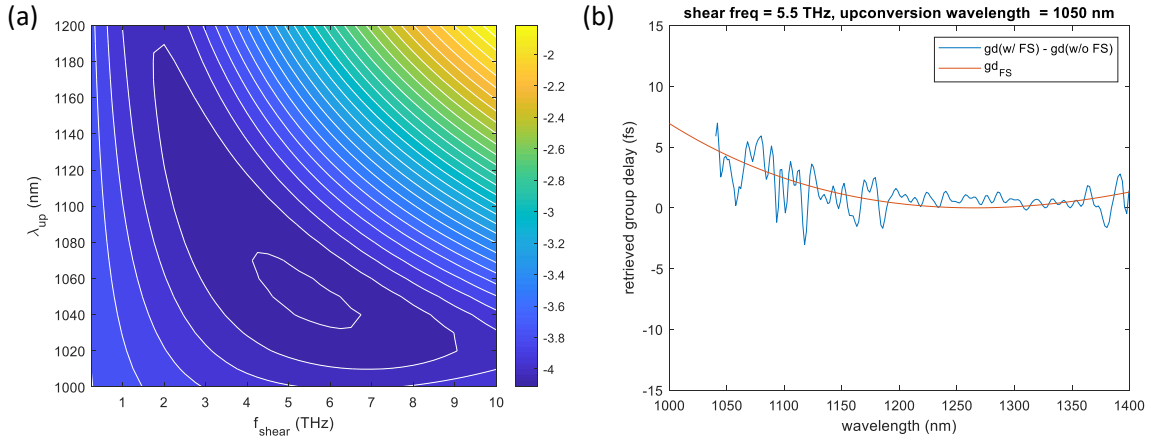 (a)
1200
1180
1160
1140
1120
1100
1080
1060
1040
1020
1000
λup (nm)
1 2 3 4 5 6 7 8 9 10
fshear (THz)
-2
-2.2
-2.4
-2.6
-2.8
-3
-3.2
-3.4
-3.6
-3.8
-4
(b)
shear freq = 5.5 THz, upconversion wavelength = 1050 nm
gd(w/ FS) - gd(w/o FS)
gdFS
15
10
5
0
-5
-10
-15
retrieved group delay (fs)
1000 1050 1100 1150 1200 1250 1300 1350 1400
wavelength (nm)